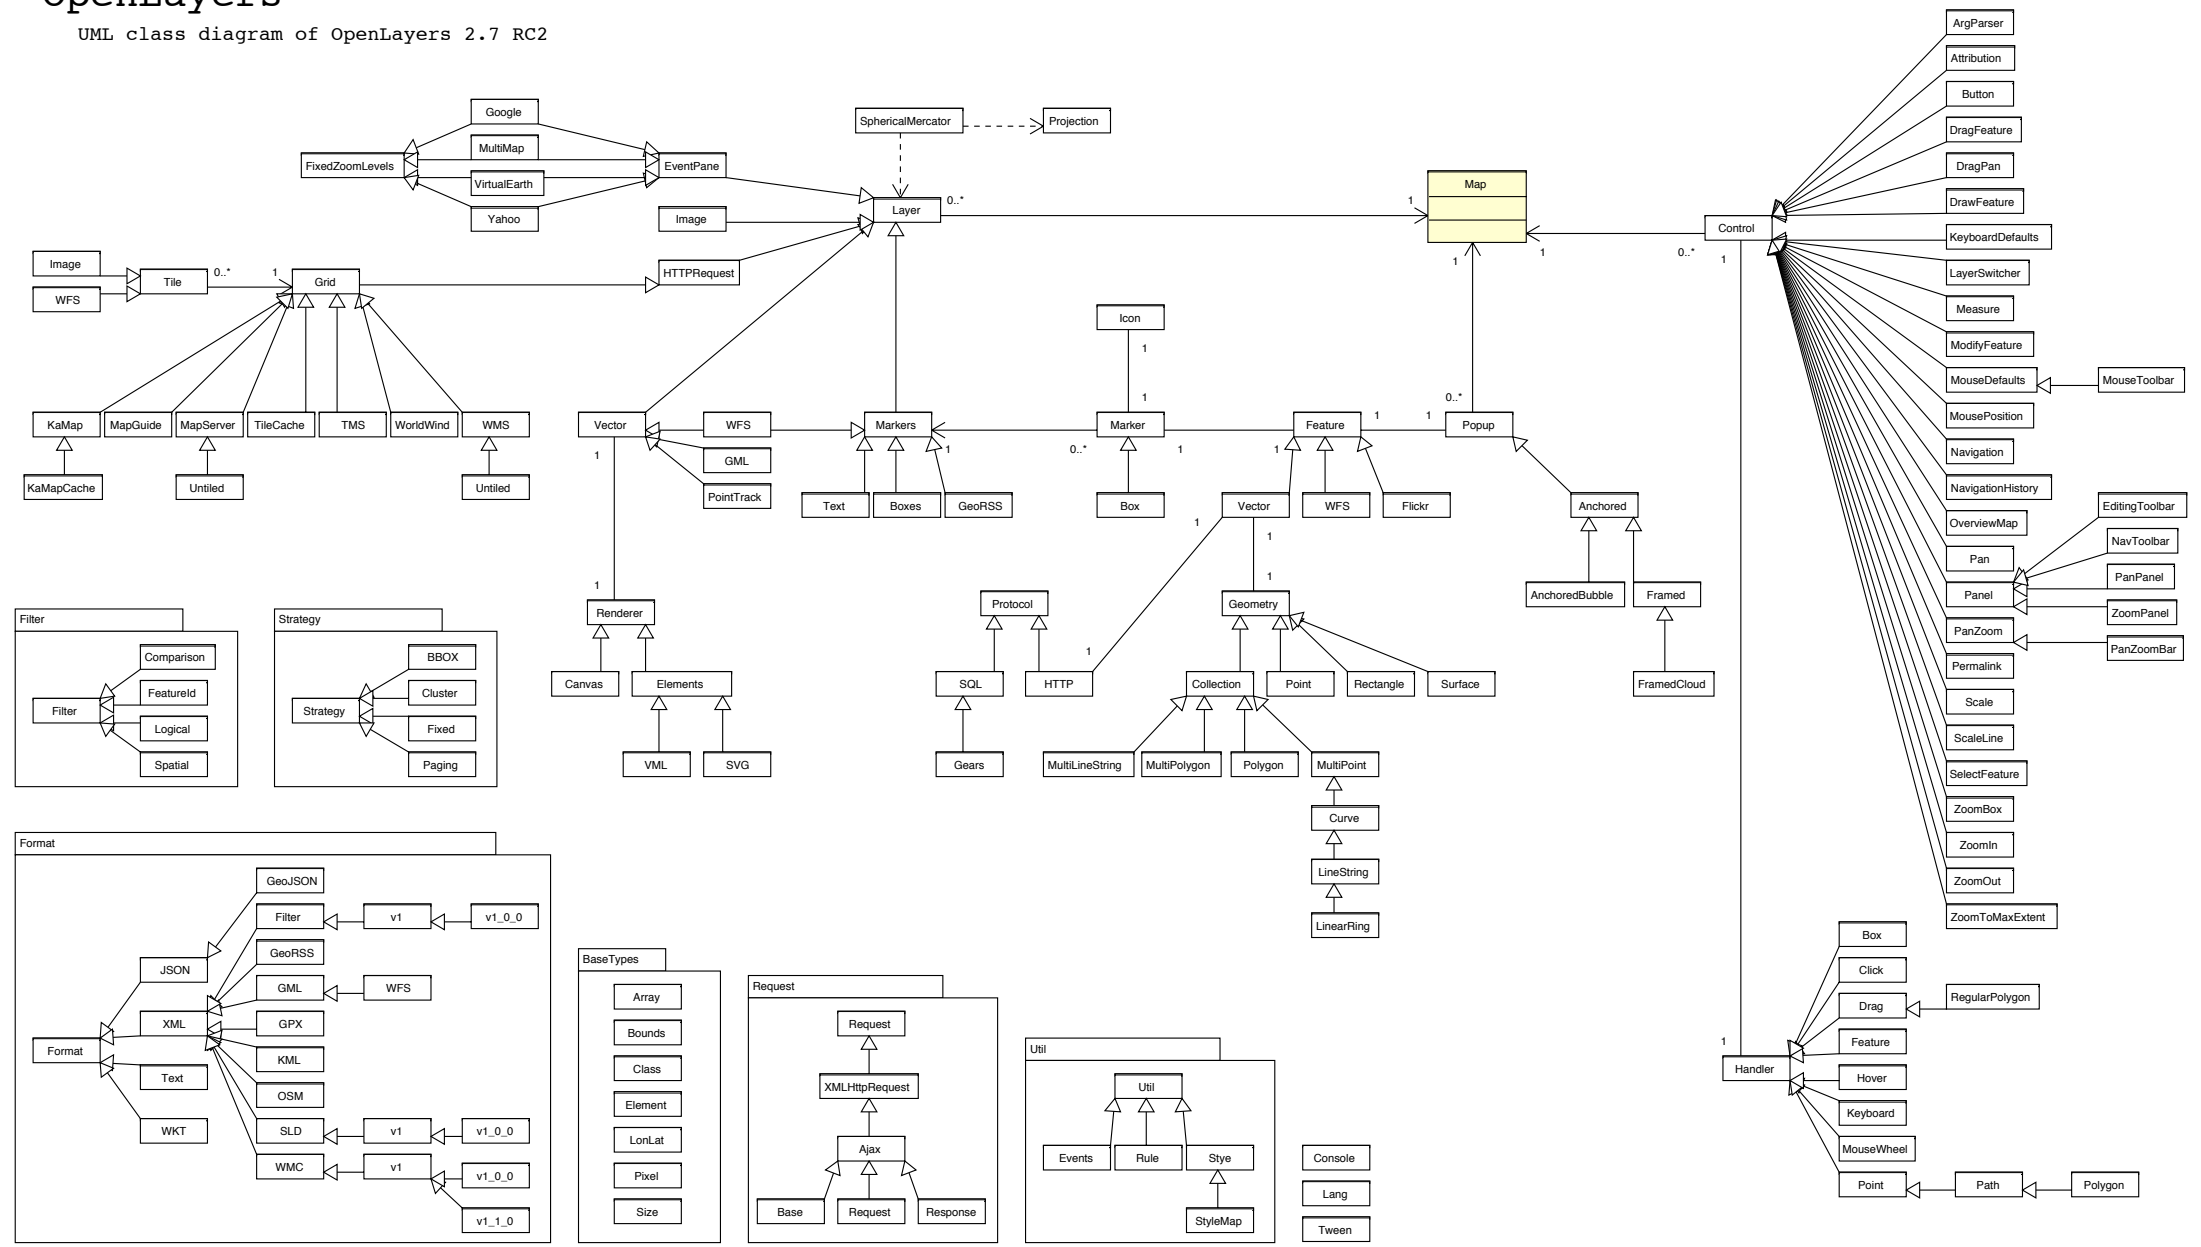 OpenLayers
UML class diagram of OpenLayers 2.7 RC2
Google
MultiMap
FixedZoomLevels
EventPane
VirtualEarth
Yahoo
SphericalMercator
Projection
Layer
0..*
1
Map
Image
HTTPRequest
Image
WFS
Tile
0..*
1
Grid
KaMap
MapGuide
MapServer
TileCache
TMS
WorldWind
WMS
KaMapCache
Untiled
Untiled
1
1
0..*
Control
1
Icon
1
1
0..*
Vector
WFS
Markers
Marker
Feature
1
1
Popup
1
GML
PointTrack
1
0..*
1
1
Text
Boxes
GeoRSS
Box
Vector
WFS
Flickr
Anchored
1
1
1
1
Renderer
Protocol
Geometry
AnchoredBubble
Framed
1
Canvas
Elements
SQL
HTTP
Collection
Point
Rectangle
Surface
FramedCloud
VML
SVG
Gears
MultiLineString
MultiPolygon
Polygon
MultiPoint
Curve
LineString
LinearRing
ArgParser
Attribution
Button
DragFeature
DragPan
DrawFeature
KeyboardDefaults
LayerSwitcher
Measure
ModifyFeature
MouseDefaults
MouseToolbar
MousePosition
Navigation
NavigationHistory
OverviewMap
Pan
Panel
EditingToolbar
NavToolbar
PanPanel
ZoomPanel
PanZoom
PanZoomBar
Permalink
Scale
ScaleLine
SelectFeature
ZoomBox
ZoomIn
ZoomOut
ZoomToMaxExtent
1
Handler
Box
Click
Drag
RegularPolygon
Feature
Hover
Keyboard
MouseWheel
Point
Path
Polygon
Filter
Comparison
FeatureId
Filter
Logical
Spatial
Strategy
BBOX
Cluster
Strategy
Fixed
Paging
Format
GeoJSON
Filter
v1
v1_0_0
GeoRSS
JSON
GML
WFS
XML
GPX
Format
KML
Text
OSM
WKT
SLD
v1
v1_0_0
WMC
v1
v1_0_0
v1_1_0
BaseTypes
Array
Bounds
Class
Element
LonLat
Pixel
Size
Request
Request
XMLHttpRequest
Ajax
Base
Request
Response
Util
Util
Events
Rule
Stye
StyleMap
Console
Lang
Tween